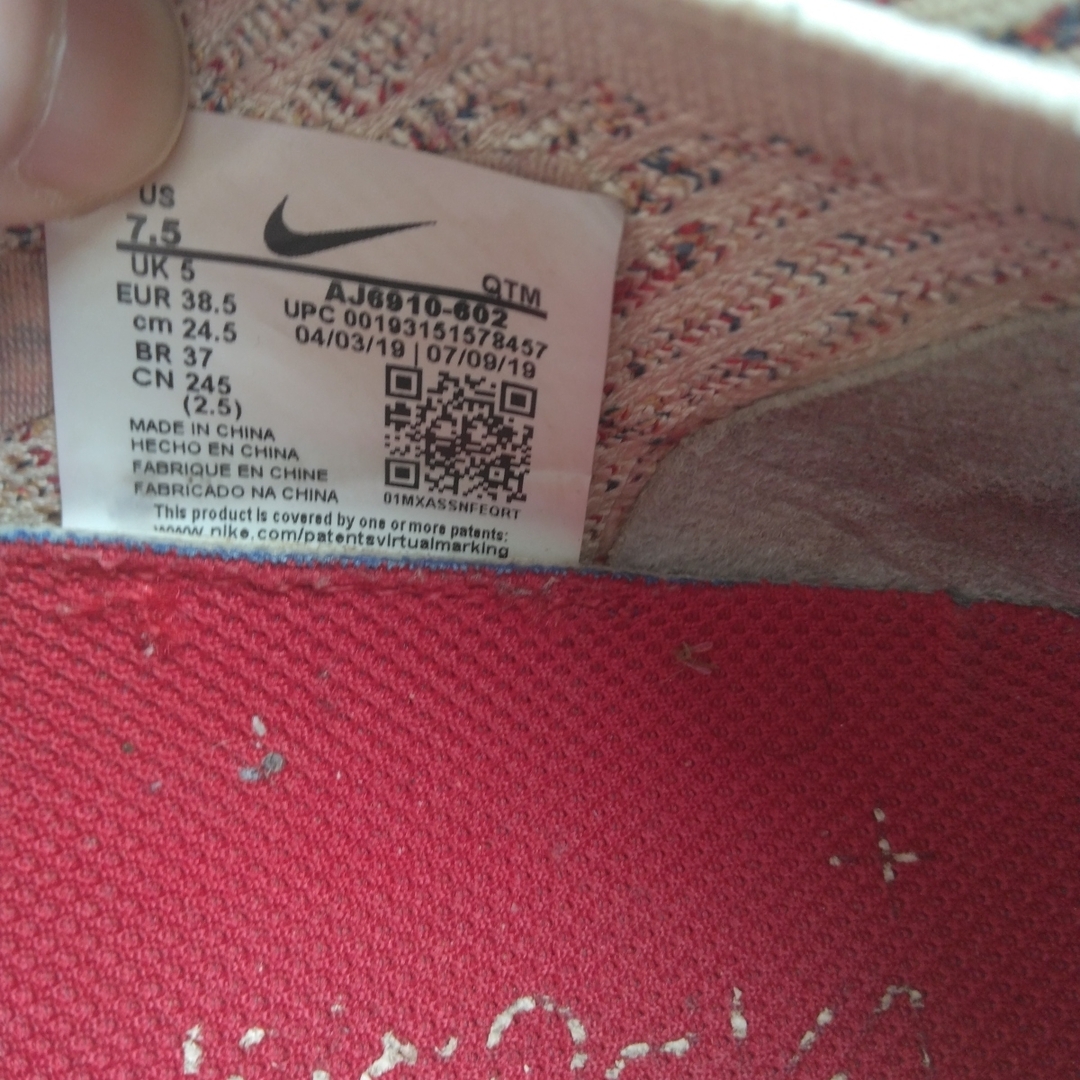 US
7.5
UK 5
EUR 38.5
cm 24.5
BR 37
CN 245
(2.5)
QTM
AJ6910-602
UPC 00193151578457
04/03/19 | 07/09/19
01MXASSNFEQRT
MADE IN CHINA
HECHO EN CHINA
FABRIQUE EN CHINE
FABRICADO NA CHINA
This product is covered by one or more patents:
www.nike.com/patentsvirtualmarking